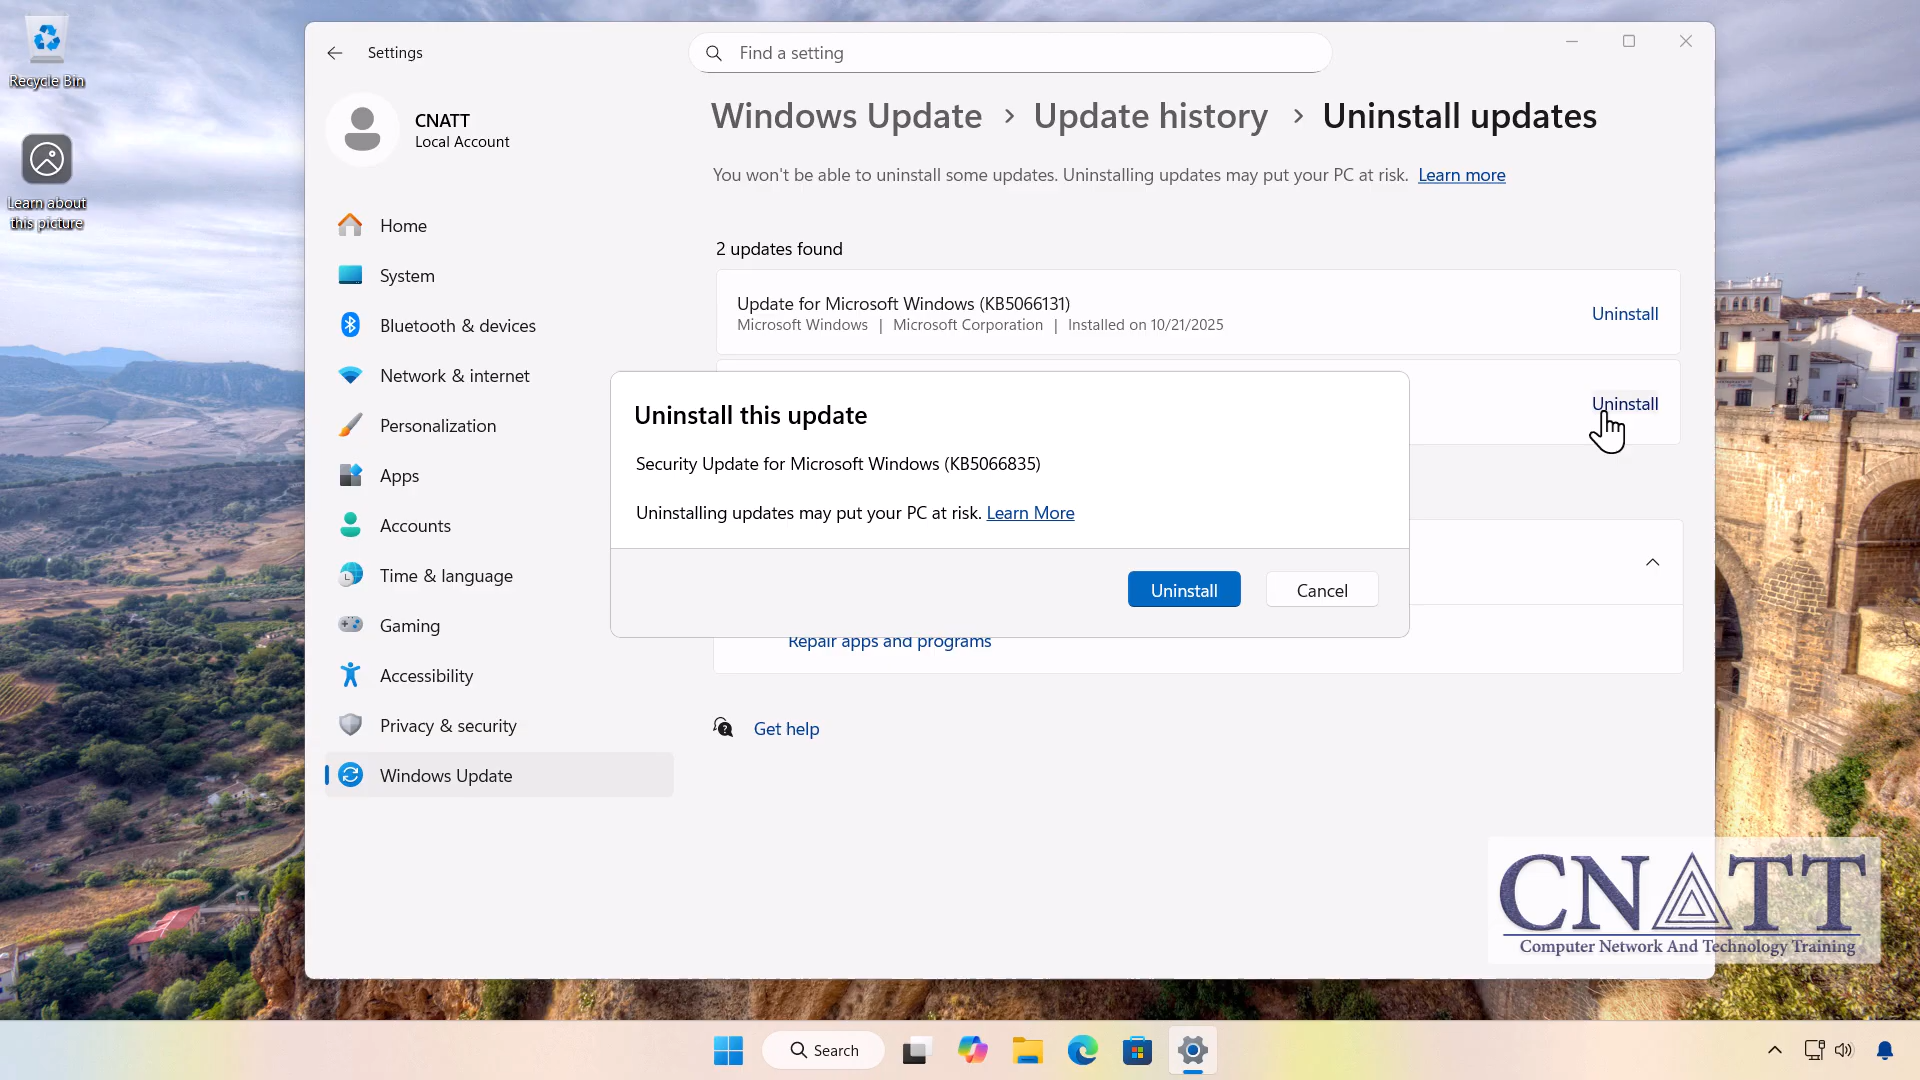 Recycle Bin
Learn about
this picture
Settings
Find a setting
CNATT
Local Account
Home
System
Bluetooth & devices
Network & internet
Personalization
Apps
Accounts
Time & language
Gaming
Accessibility
Privacy & security
Windows Update
Windows Update > Update history > Uninstall updates
You won't be able to uninstall some updates. Uninstalling updates may put your PC at risk. Learn more
2 updates found
Update for Microsoft Windows (KB5066131)
Microsoft Windows | Microsoft Corporation | Installed on 10/21/2025
Uninstall
Uninstall
Uninstall this update
Security Update for Microsoft Windows (KB5066835)
Uninstalling updates may put your PC at risk. Learn More
Uninstall
Cancel
Repair apps and programs
Get help
CNATT
Computer Network And Technology Training
Search